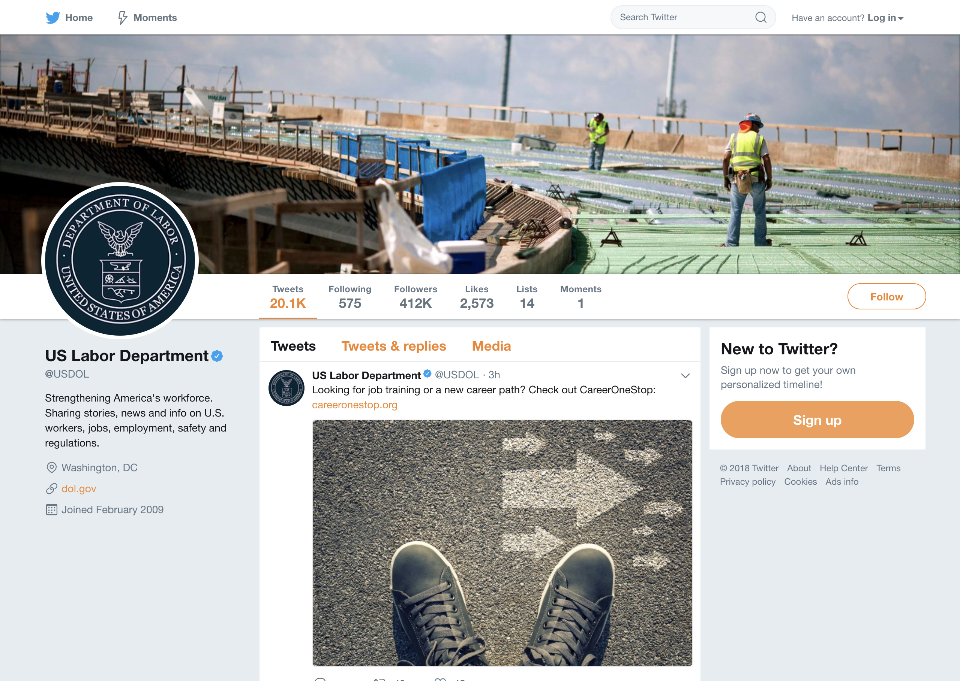 Home
Moments
Search Twitter
Have an account? Log in
DEPARTMENT OF LABOR
UNITED STATES OF AMERICA
Tweets
20.1K
Following
575
Followers
412K
Likes
2,573
Lists
14
Moments
1
Follow
US Labor Department
@USDOL
Strengthening America's workforce.
Sharing stories, news and info on U.S.
workers, jobs, employment, safety and
regulations.
Washington, DC
dol.gov
Joined February 2009
Tweets
Tweets & replies
Media
US Labor Department @USDOL · 3h
Looking for job training or a new career path? Check out CareerOneStop:
careeronestop.org
New to Twitter?
Sign up now to get your own
personalized timeline!
Sign up
© 2018 Twitter About Help Center Terms
Privacy policy Cookies Ads info